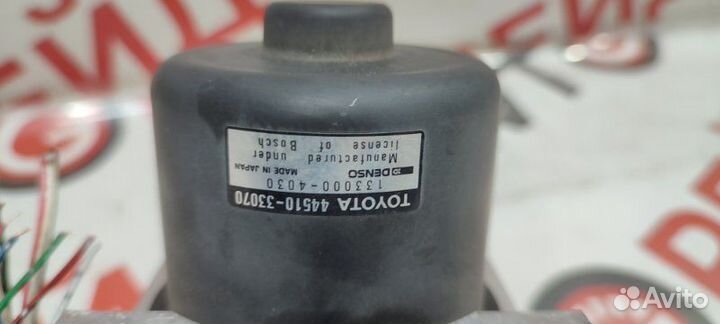 TOYOTA 44510-33070
133000-4030
DENSO MADE IN JAPAN
Manufactured under
license of Bosch
Avito